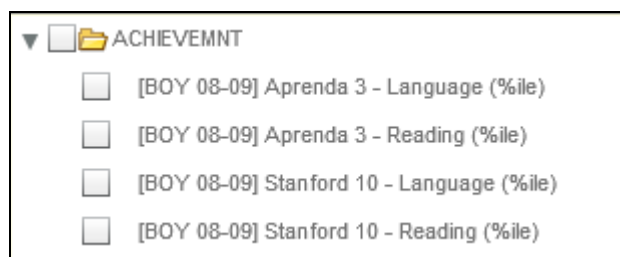 ACHIEVEMNT
[BOY 08-09] Aprenda 3 - Language (%ile)
[BOY 08-09] Aprenda 3 - Reading (%ile)
[BOY 08-09] Stanford 10 - Language (%ile)
[BOY 08-09] Stanford 10 - Reading (%ile)